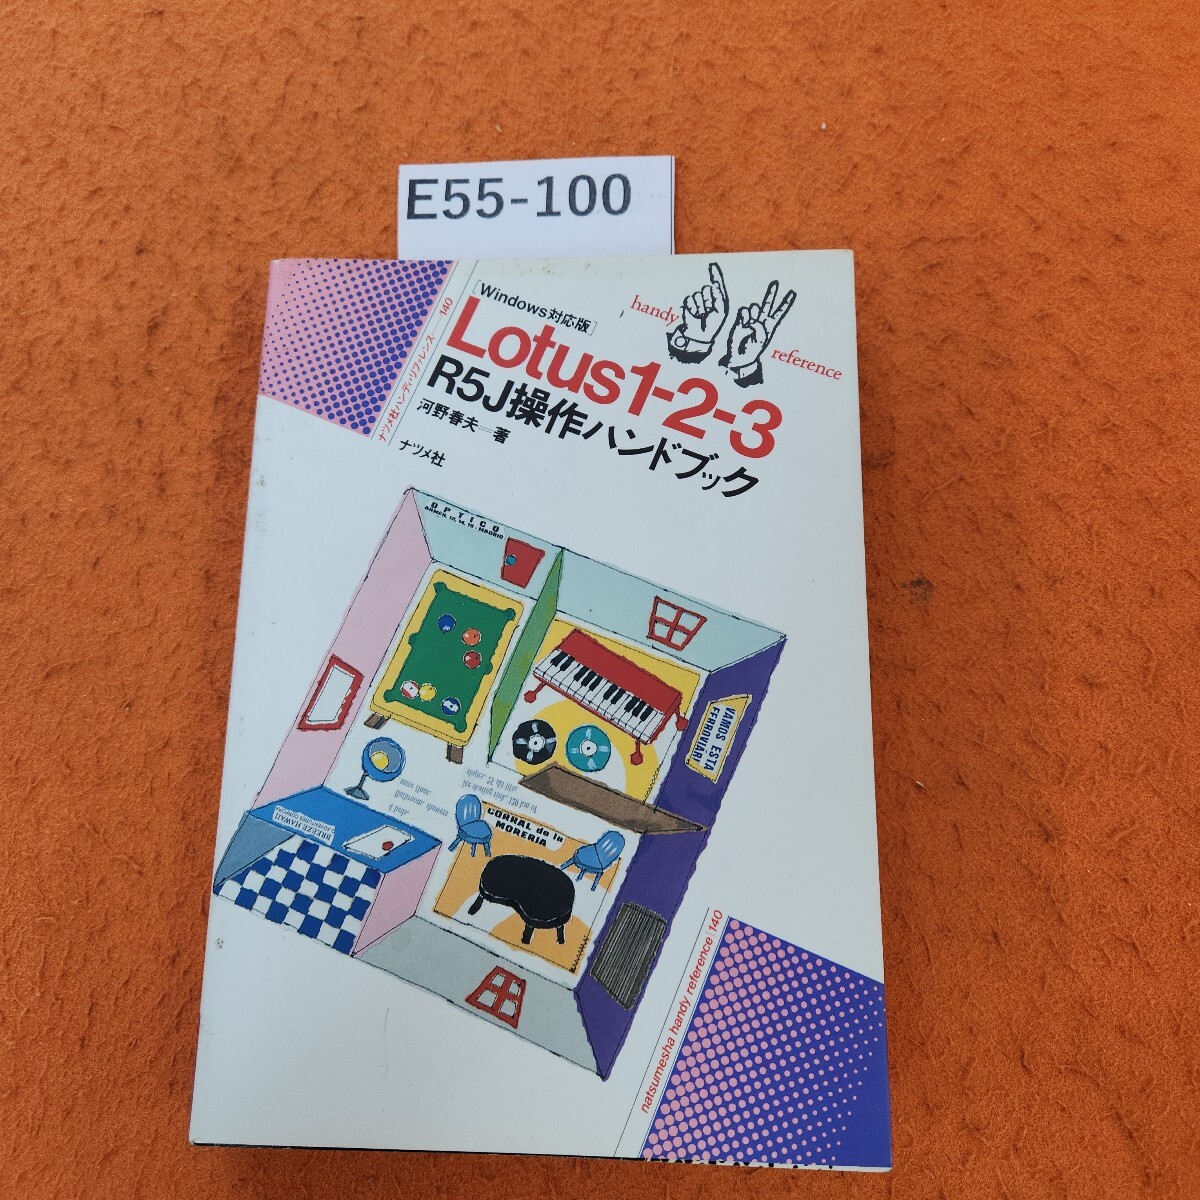 E55-100
ナツメ社ハンディ・リファレンス 140
[Windows対応版]
Lotus1-2-3
R5J操作ハンドブック
河野春夫＝著
ナツメ社
handy
reference
OPTICO
VAMOS ESTA
FERROVIARI
CORRAL de la
MORERIA
BREEZE HAWAII
natsumesha handy reference | 140